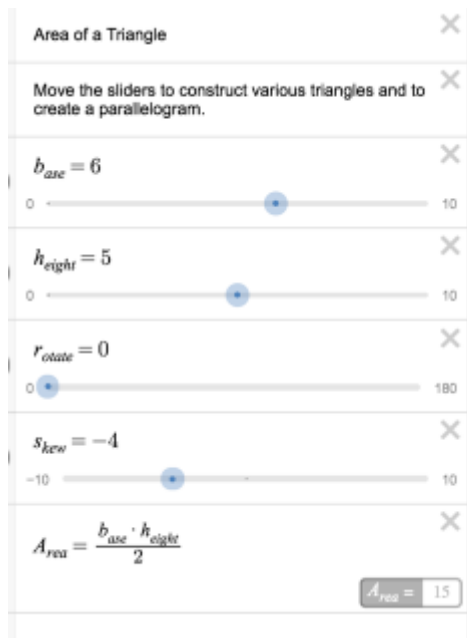 Area of a Triangle
Move the sliders to construct various triangles and to
create a parallelogram.
b_ase = 6
0 10
h_eight = 5
0 10
r_otate = 0
0 180
s_kew = −4
−10 10
A_rea = b_ase · h_eight / 2
A_rea = 15